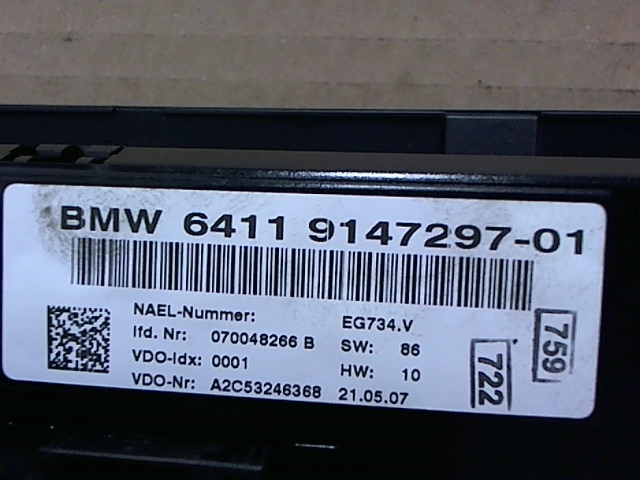 BMW 6411 9147297-01
NAEL-Nummer: EG734.V
lfd. Nr: 070048266 B SW: 86
VDO-Idx: 0001 HW: 10
VDO-Nr: A2C53246368 21.05.07
722
759